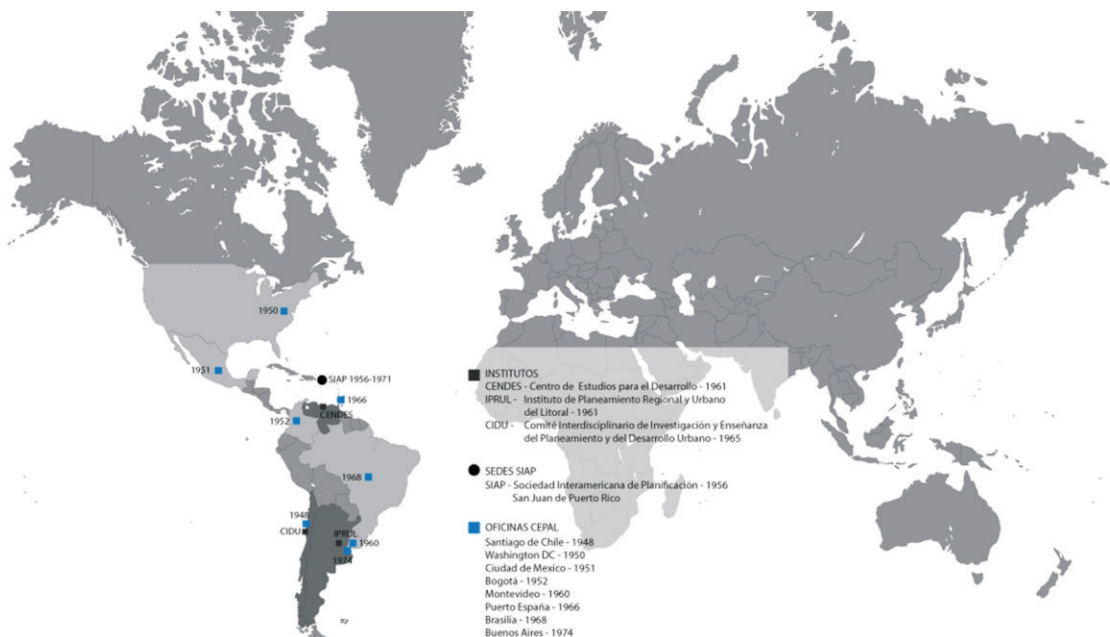 1950
1951
SIAP 1956-1971
1966
CENDES
1952
1968
1948
CIDU
IPRUL
1960
1974
INSTITUTOS
CENDES - Centro de Estudios para el Desarrollo - 1961
IPRUL - Instituto de Planeamiento Regional y Urbano
del Litoral - 1961
CIDU - Comité Interdisciplinario de Investigación y Enseñanza
del Planeamiento y del Desarrollo Urbano - 1965
SEDES SIAP
SIAP - Sociedad Interamericana de Planificación - 1956
San Juan de Puerto Rico
OFICINAS CEPAL
Santiago de Chile - 1948
Washington DC - 1950
Ciudad de Mexico - 1951
Bogotá - 1952
Montevideo - 1960
Puerto España - 1966
Brasilia - 1968
Buenos Aires - 1974